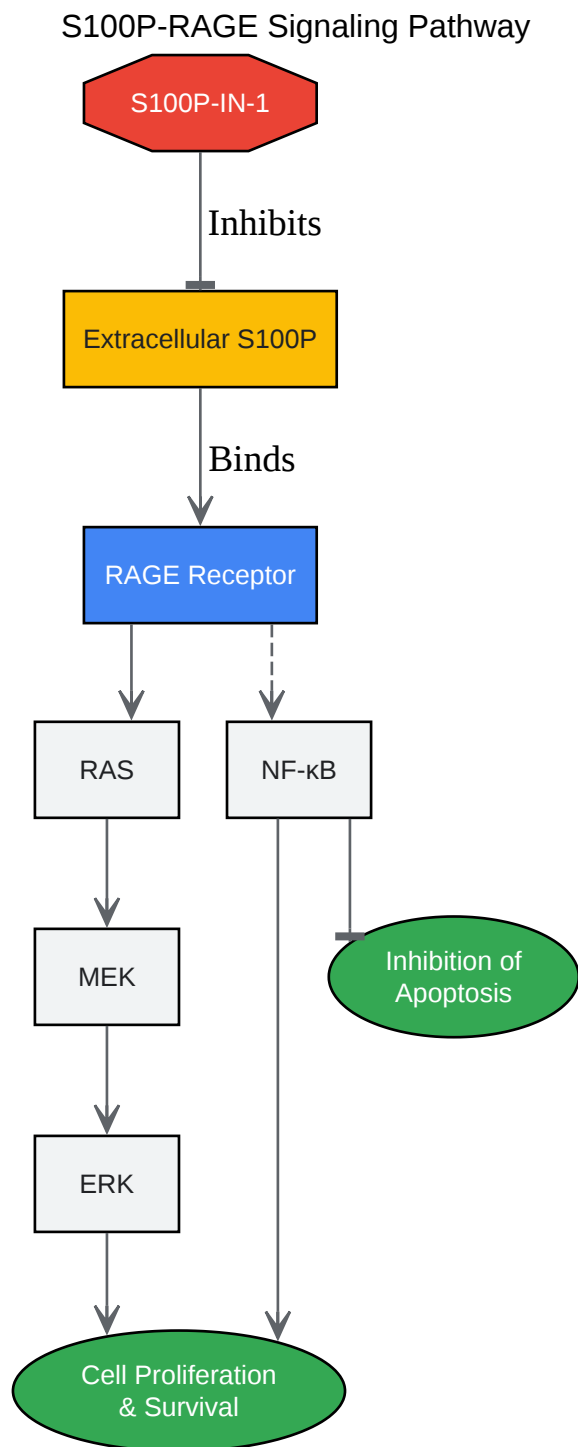 S100P-RAGE Signaling Pathway
S100P-IN-1
Inhibits
Extracellular S100P
Binds
RAGE Receptor
RAS
NF-κB
MEK
Inhibition of
Apoptosis
ERK
Cell Proliferation
& Survival